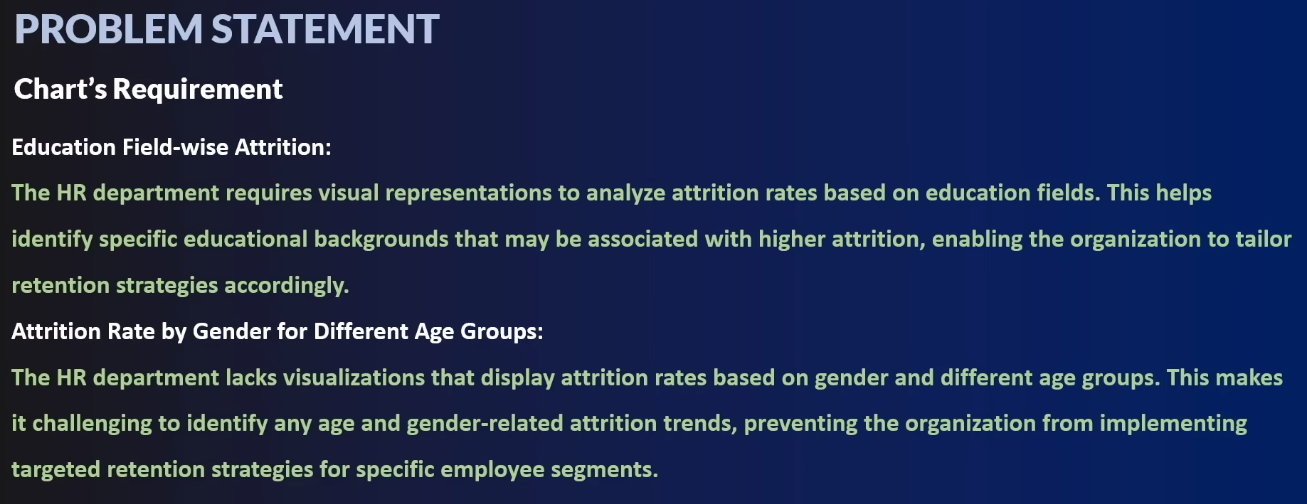 PROBLEM STATEMENT
Chart’s Requirement
Education Field-wise Attrition:
The HR department requires visual representations to analyze attrition rates based on education fields. This helps
identify specific educational backgrounds that may be associated with higher attrition, enabling the organization to tailor
retention strategies accordingly.
Attrition Rate by Gender for Different Age Groups:
The HR department lacks visualizations that display attrition rates based on gender and different age groups. This makes
it challenging to identify any age and gender-related attrition trends, preventing the organization from implementing
targeted retention strategies for specific employee segments.